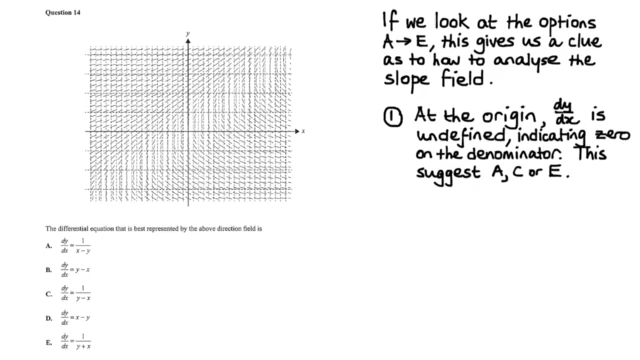 Question 14
y
x
The differential equation that is best represented by the above direction field is
A. dy/dx = 1/(x − y)
B. dy/dx = y − x
C. dy/dx = 1/(y − x)
D. dy/dx = x − y
E. dy/dx = 1/(y + x)
If we look at the options
A → E, this gives us a clue
as to how to analyse the
slope field.
① At the origin, dy/dx is
undefined, indicating zero
on the denominator. This
suggest A, C or E.